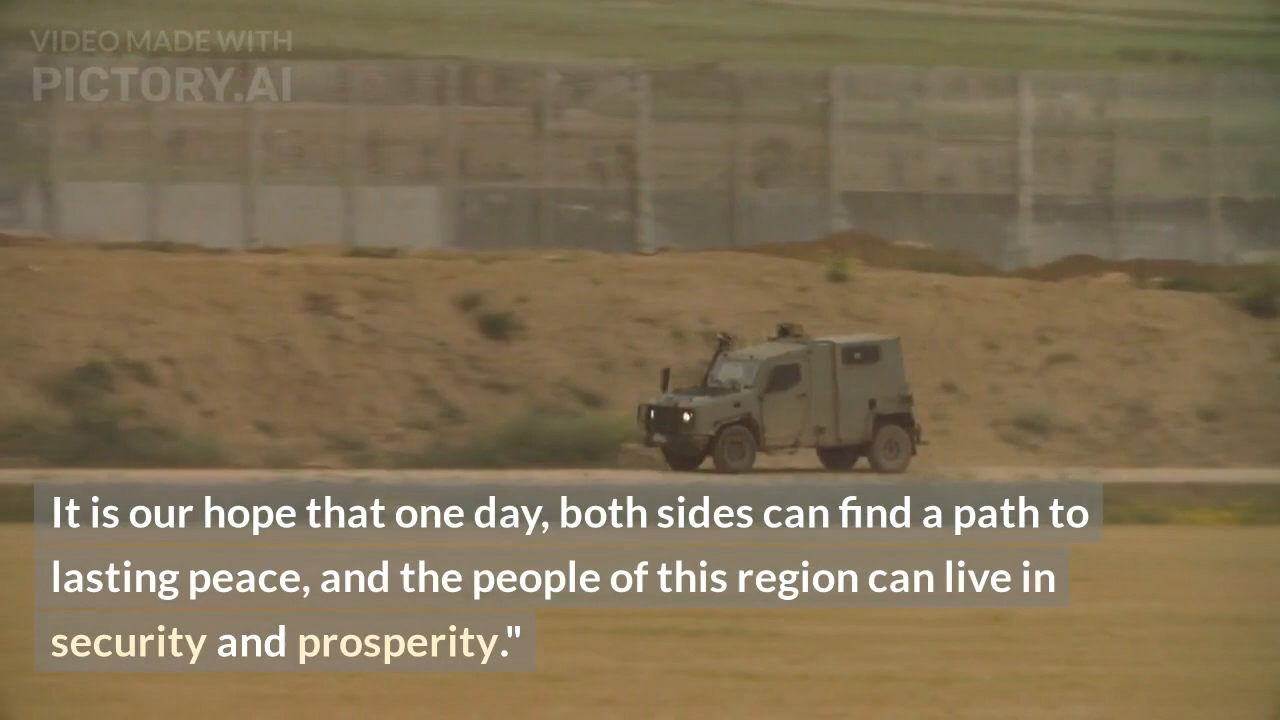 VIDEO MADE WITH
PICTORY.AI
It is our hope that one day, both sides can find a path to
lasting peace, and the people of this region can live in
security and prosperity."